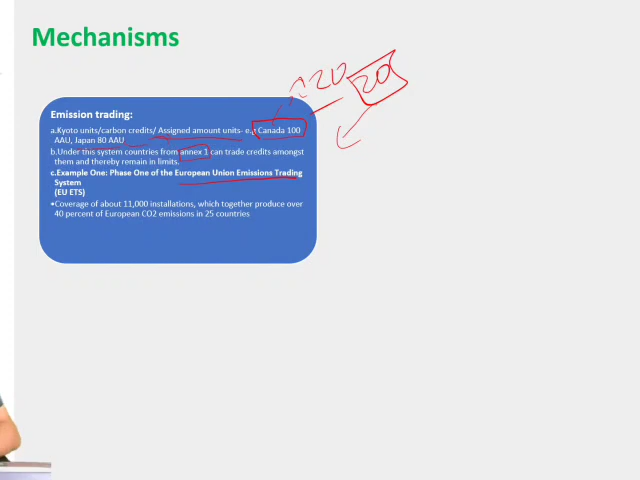 Mechanisms
120
20
Emission trading:
a.Kyoto units/carbon credits/ Assigned amount units- e.g Canada 100
AAU, Japan 80 AAU
b.Under this system countries from annex 1 can trade credits amongst
them and thereby remain in limits.
c.Example One: Phase One of the European Union Emissions Trading
System
(EU ETS)
•Coverage of about 11,000 installations, which together produce over
40 percent of European CO2 emissions in 25 countries